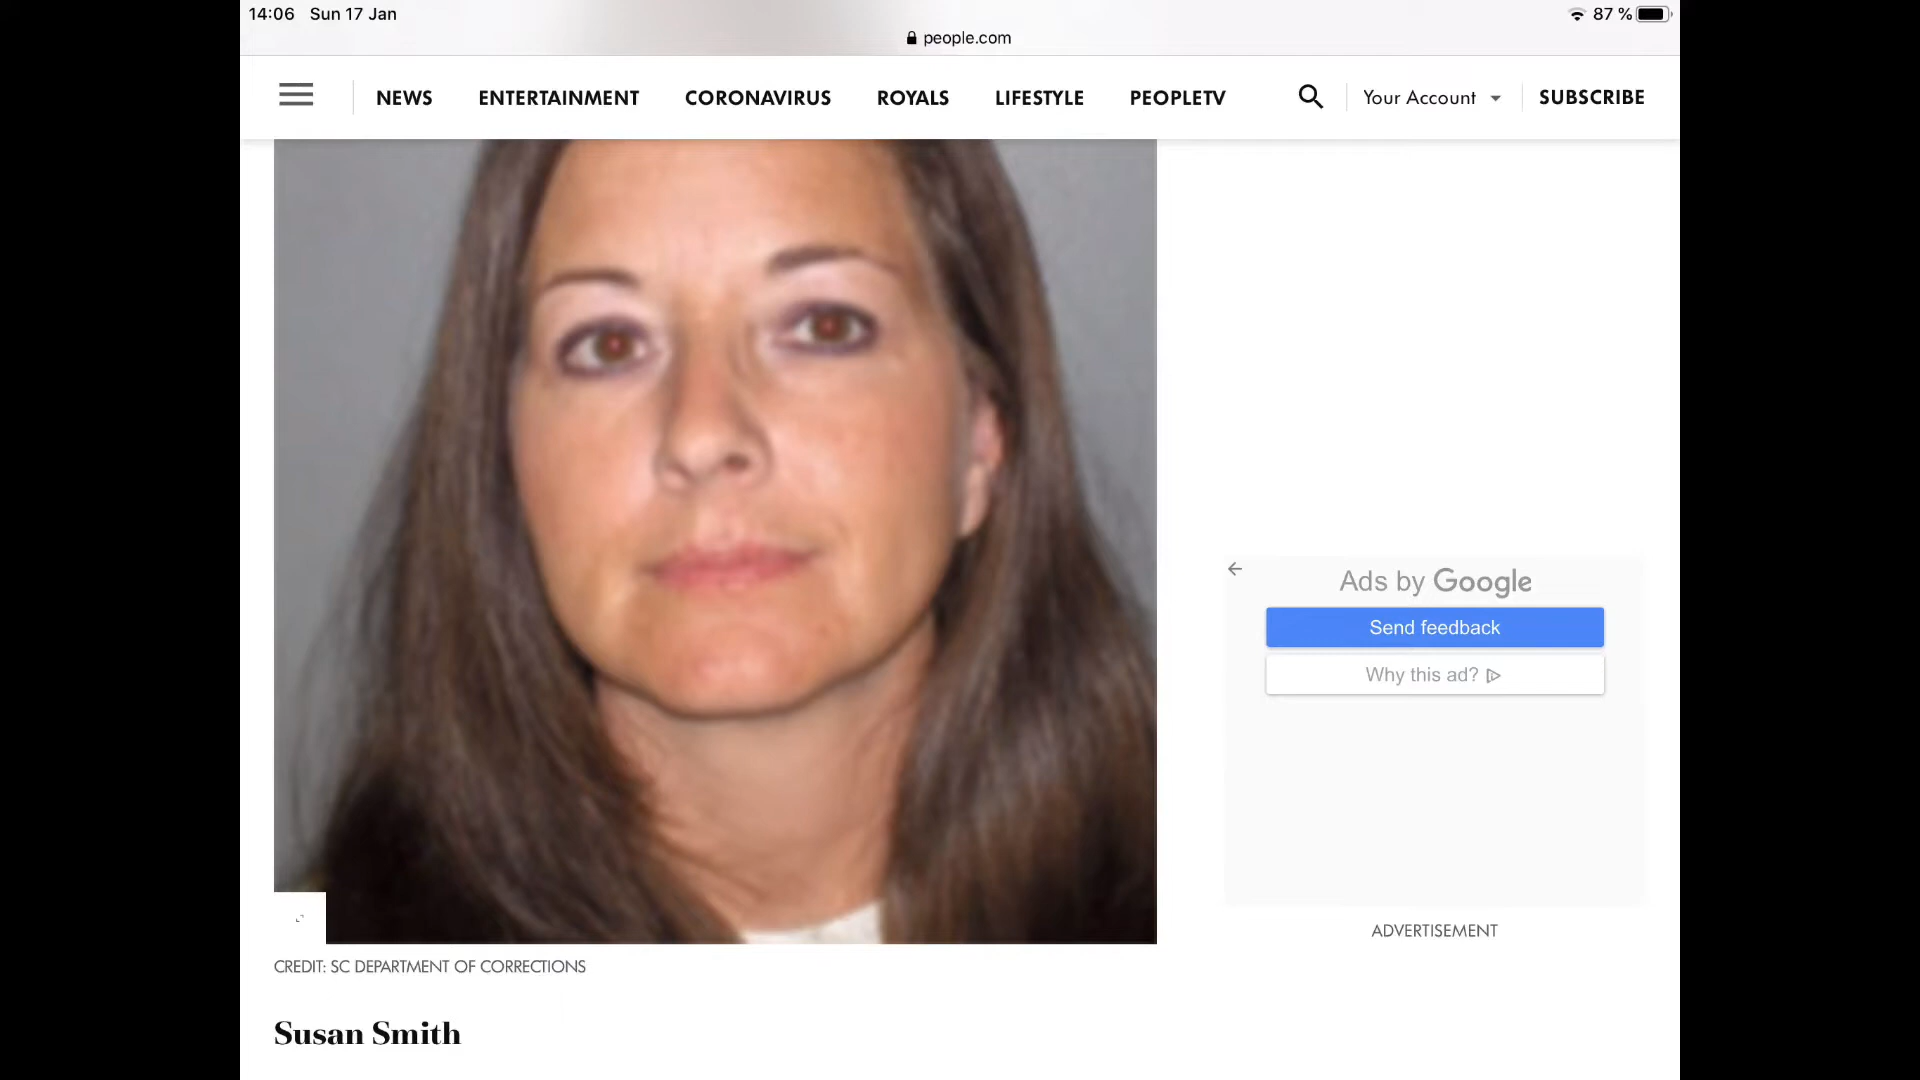 14:06 Sun 17 Jan 87 %
people.com
NEWS ENTERTAINMENT CORONAVIRUS ROYALS LIFESTYLE PEOPLETV Your Account SUBSCRIBE
Ads by Google
Send feedback
Why this ad?
ADVERTISEMENT
CREDIT: SC DEPARTMENT OF CORRECTIONS
Susan Smith